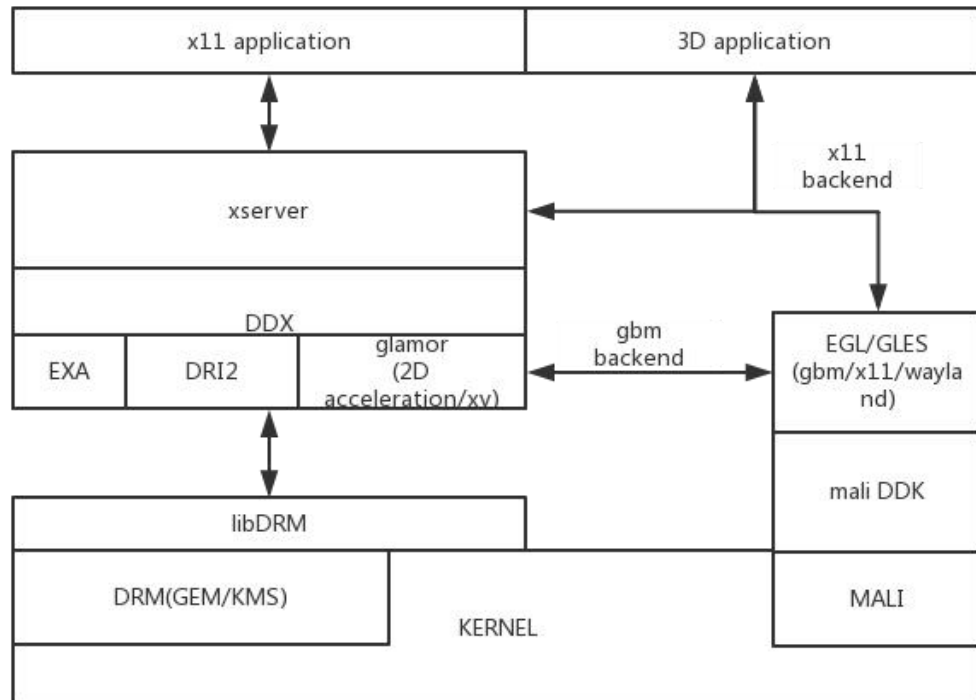 x11 application
3D application
x11
backend
xserver
DDX
gbm
backend
EXA
DRI2
glamor
(2D
acceleration/xv)
EGL/GLES
(gbm/x11/wayla
nd)
mali DDK
libDRM
DRM(GEM/KMS)
KERNEL
MALI